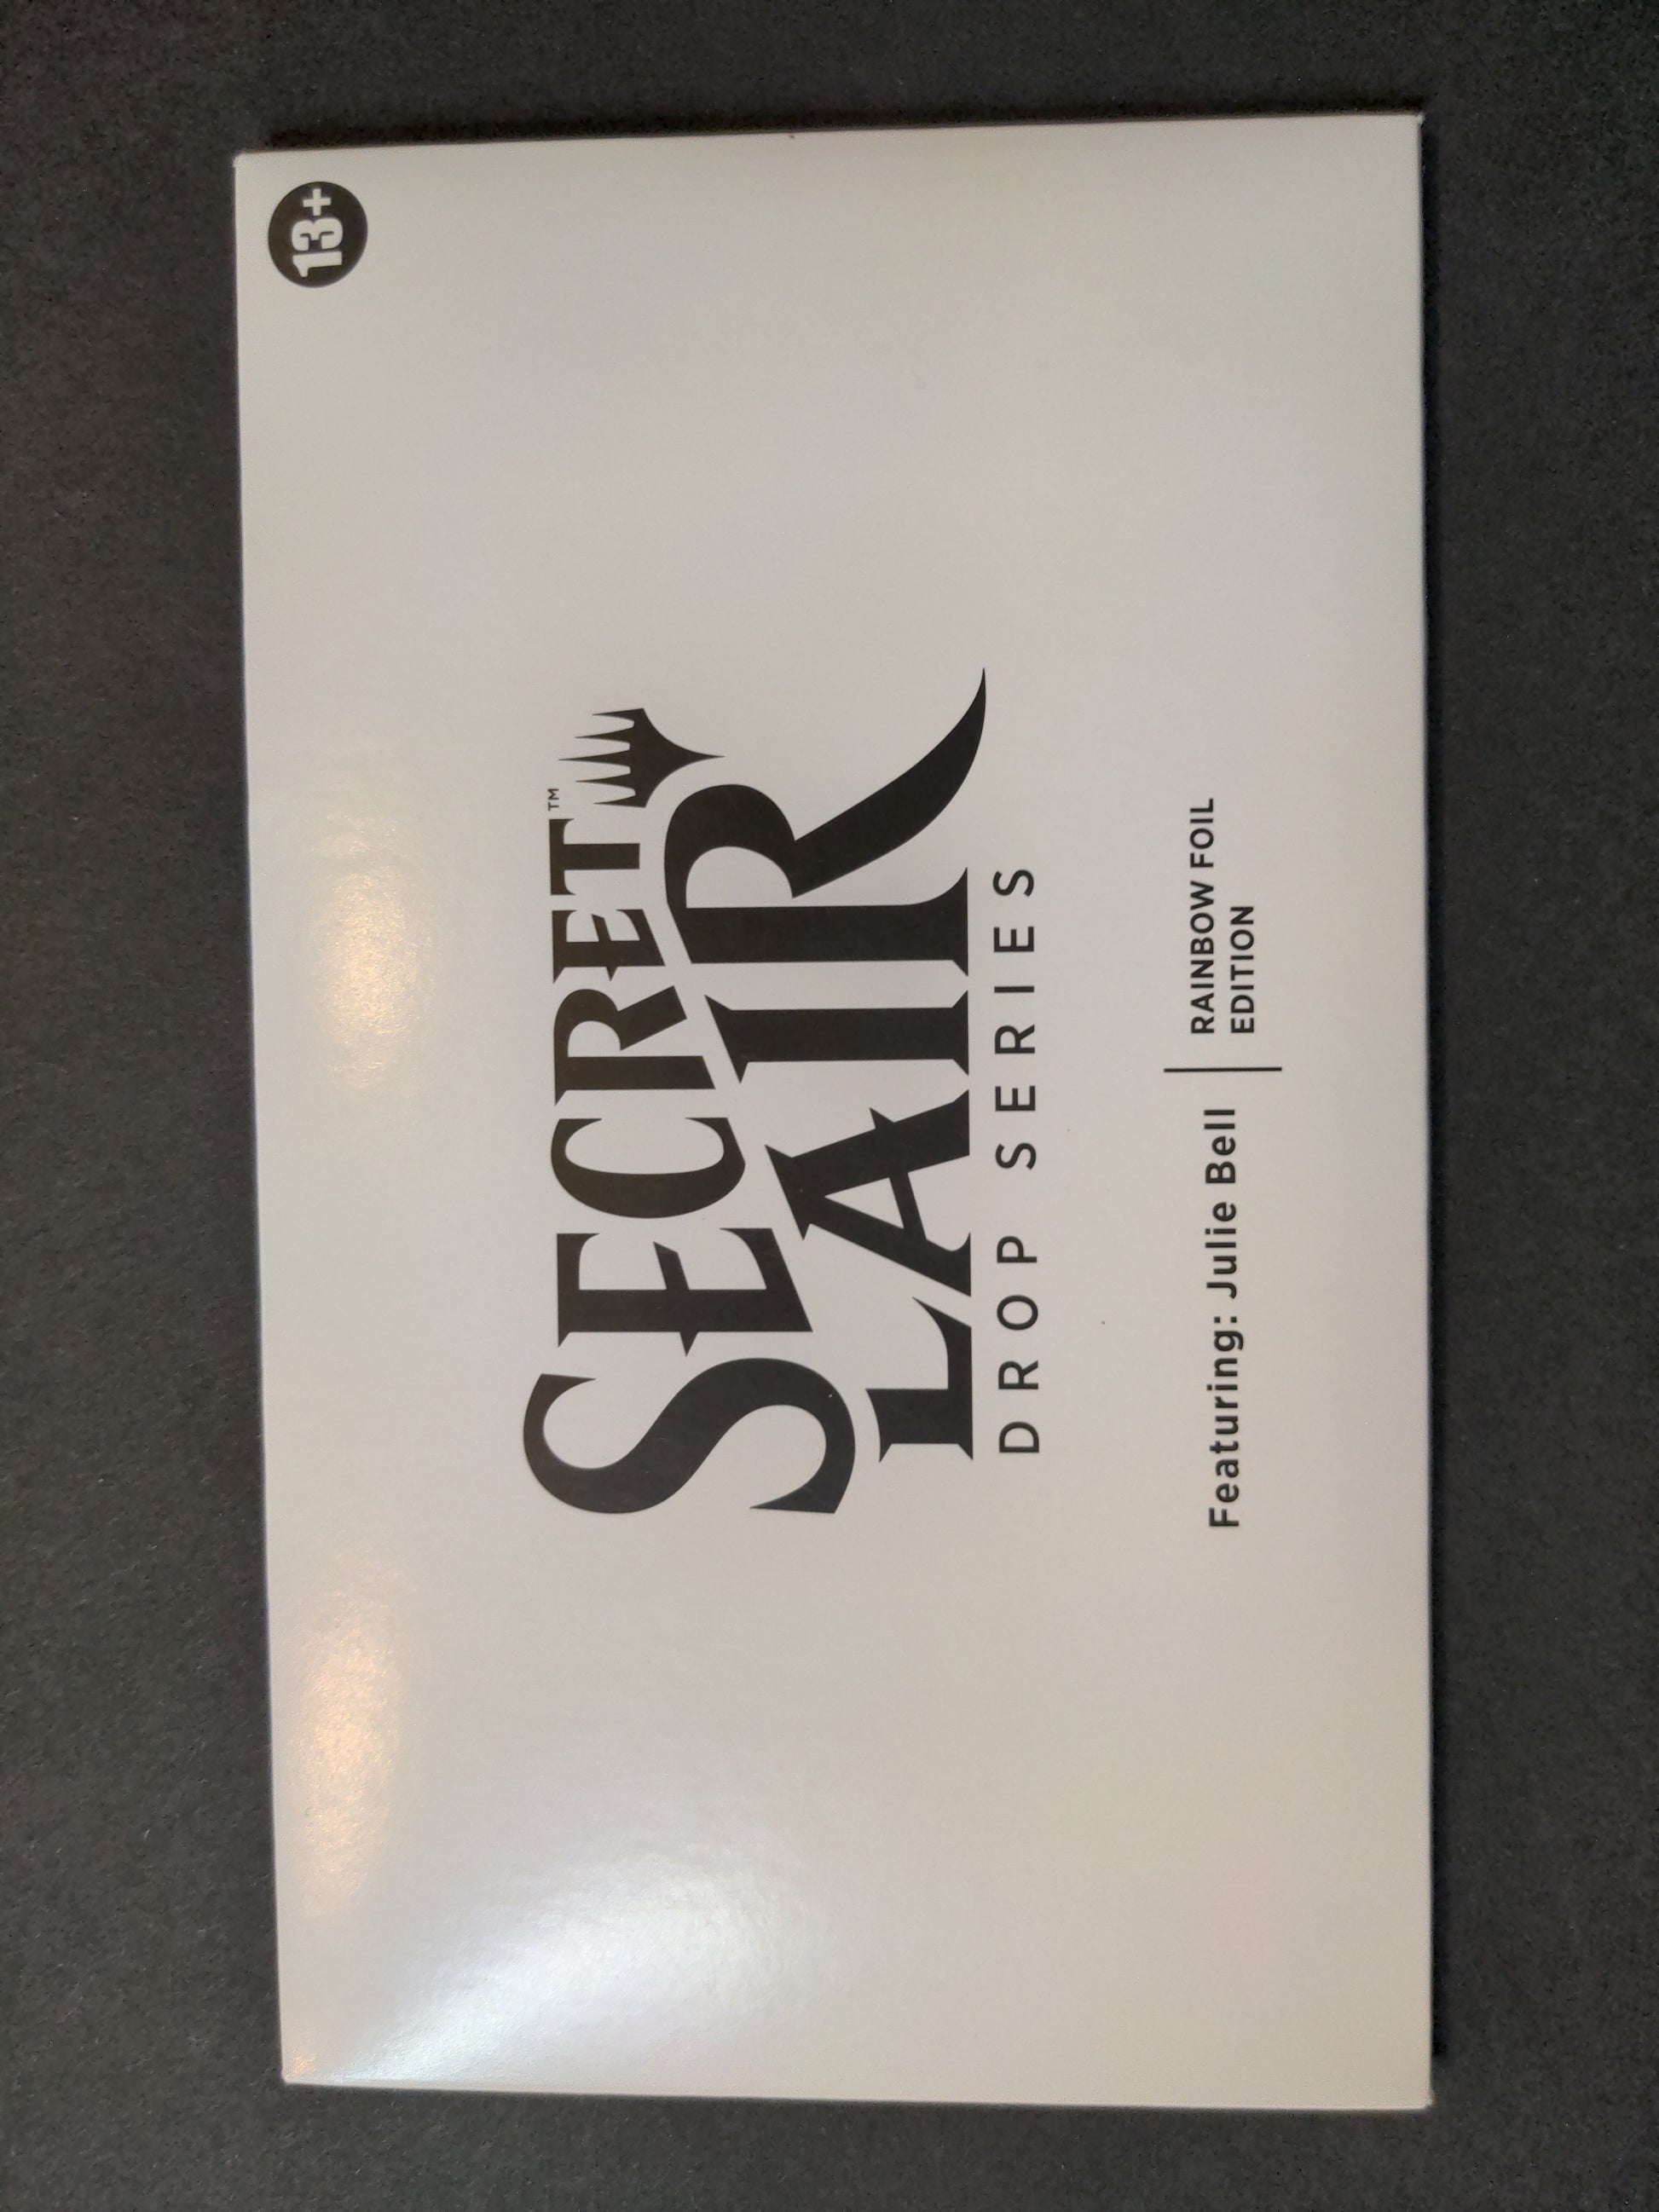 13+
SECRET™
LAIR
DROP SERIES
Featuring: Julie Bell
RAINBOW FOIL
EDITION